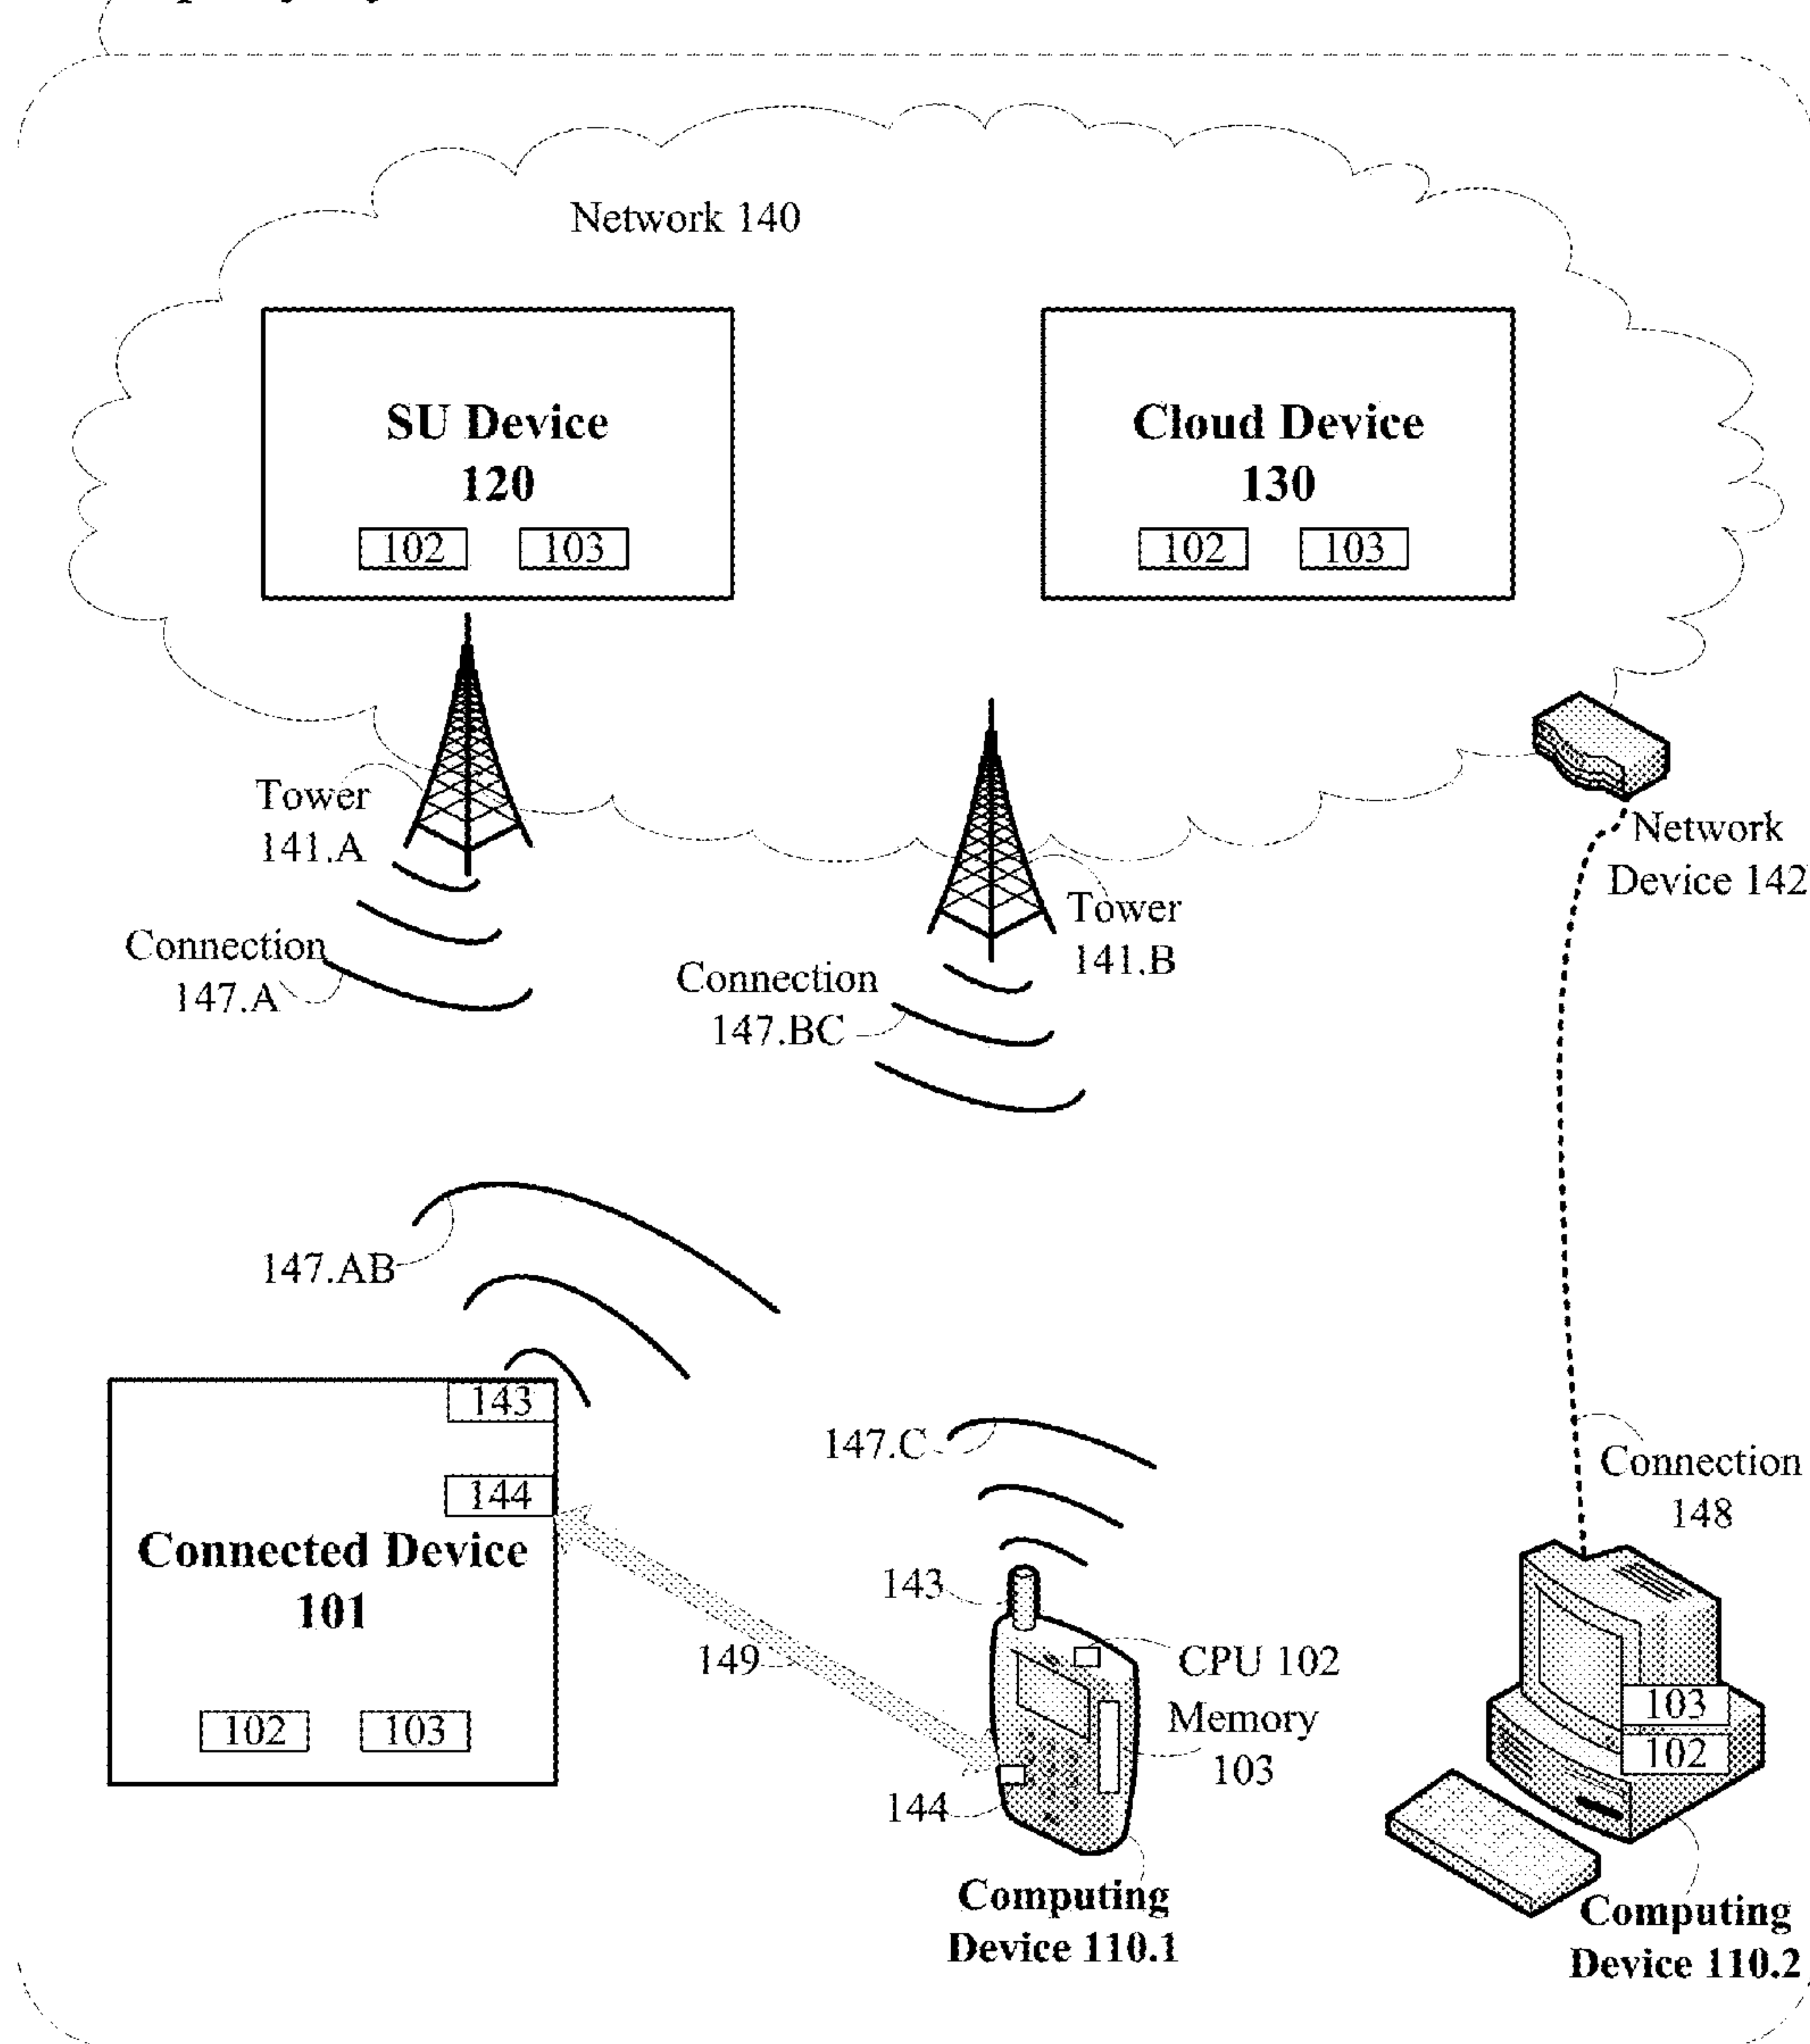 Network 140
SU Device
120
102 103
Cloud Device
130
102 103
Tower
141.A
Network
Device 142
Tower
141.B
Connection
147.A
Connection
147.BC
147.AB
143
144
Connected Device
101
102 103
147.C
143
149
CPU 102
Memory
103
144
Computing
Device 110.1
Connection
148
103
102
Computing
Device 110.2